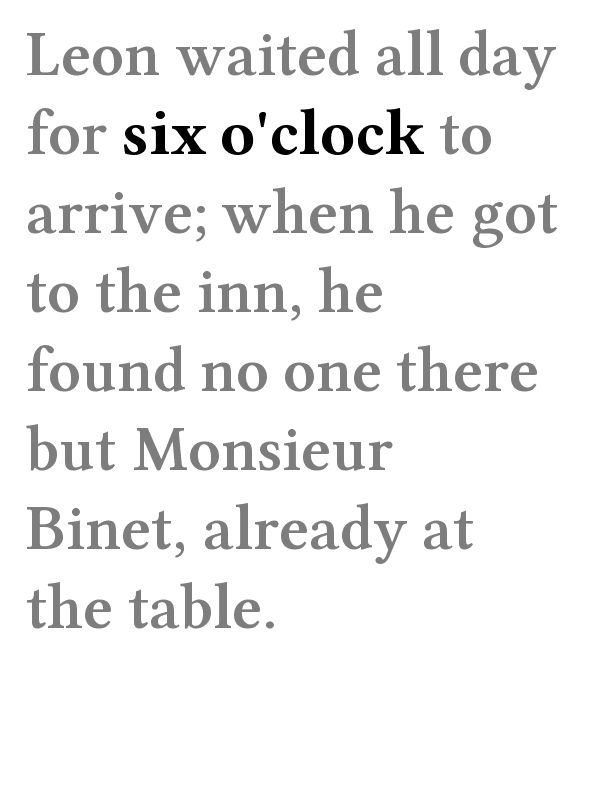 Leon waited all day
for six o'clock to
arrive; when he got
to the inn, he
found no one there
but Monsieur
Binet, already at
the table.